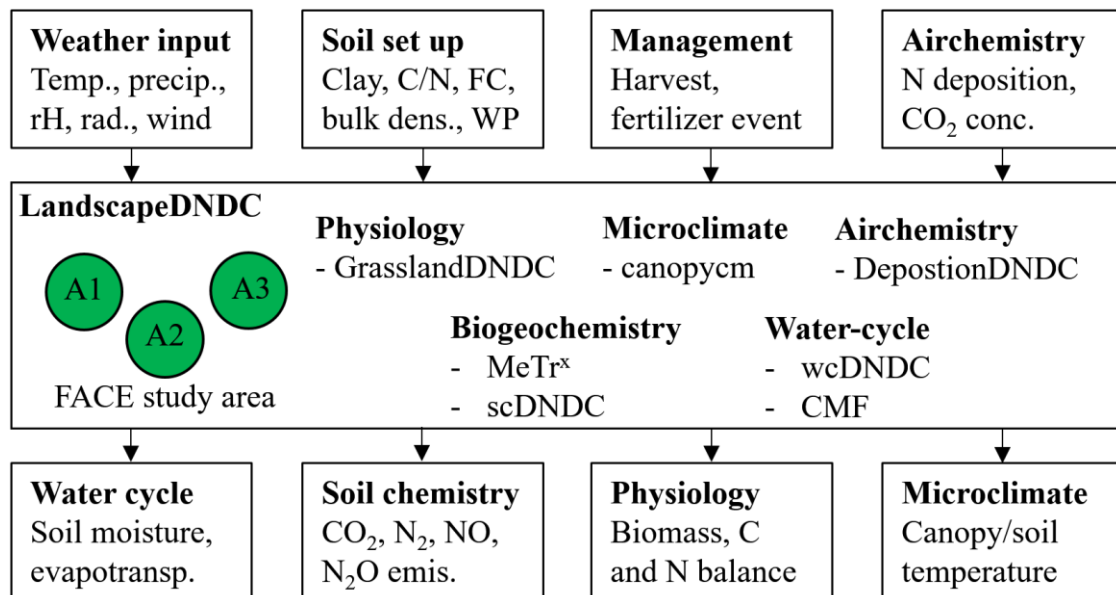 Weather input
Temp., precip.,
rH, rad., wind
Soil set up
Clay, C/N, FC,
bulk dens., WP
Management
Harvest,
fertilizer event
Airchemistry
N deposition,
CO₂ conc.
LandscapeDNDC
A1
A2
A3
FACE study area
Physiology
- GrasslandDNDC
Microclimate
- canopycm
Airchemistry
- DepostionDNDC
Biogeochemistry
- MeTrˣ
- scDNDC
Water-cycle
- wcDNDC
- CMF
Water cycle
Soil moisture,
evapotransp.
Soil chemistry
CO₂, N₂, NO,
N₂O emis.
Physiology
Biomass, C
and N balance
Microclimate
Canopy/soil
temperature